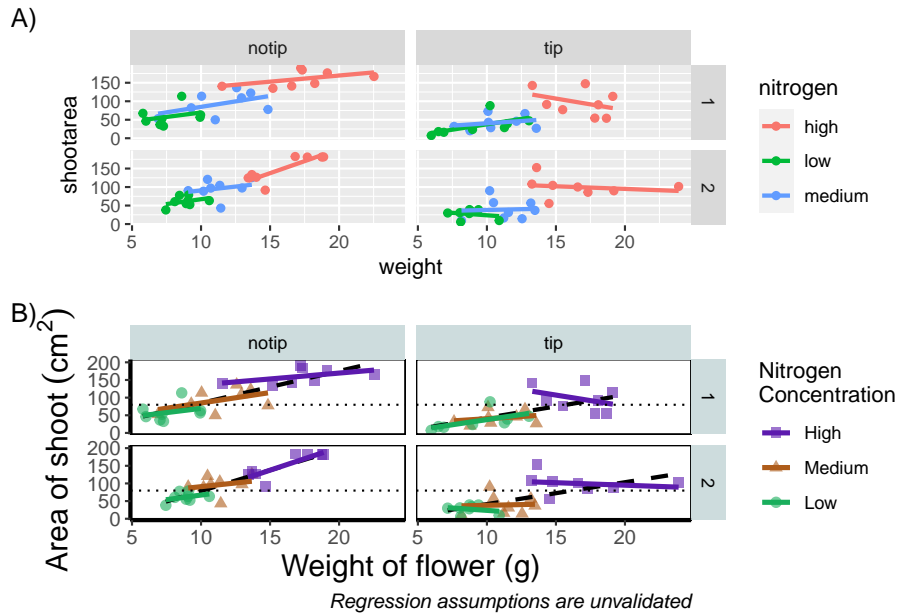 A)
notip
tip
150
100
50
0
1
150
100
50
0
2
5
10
15
20
5
10
15
20
shootarea
weight
nitrogen
high
low
medium
B)
notip
tip
200
150
100
50
0
1
200
150
100
50
0
2
5
10
15
20
5
10
15
20
Area of shoot (cm²)
Weight of flower (g)
Regression assumptions are unvalidated
Nitrogen
Concentration
High
Medium
Low